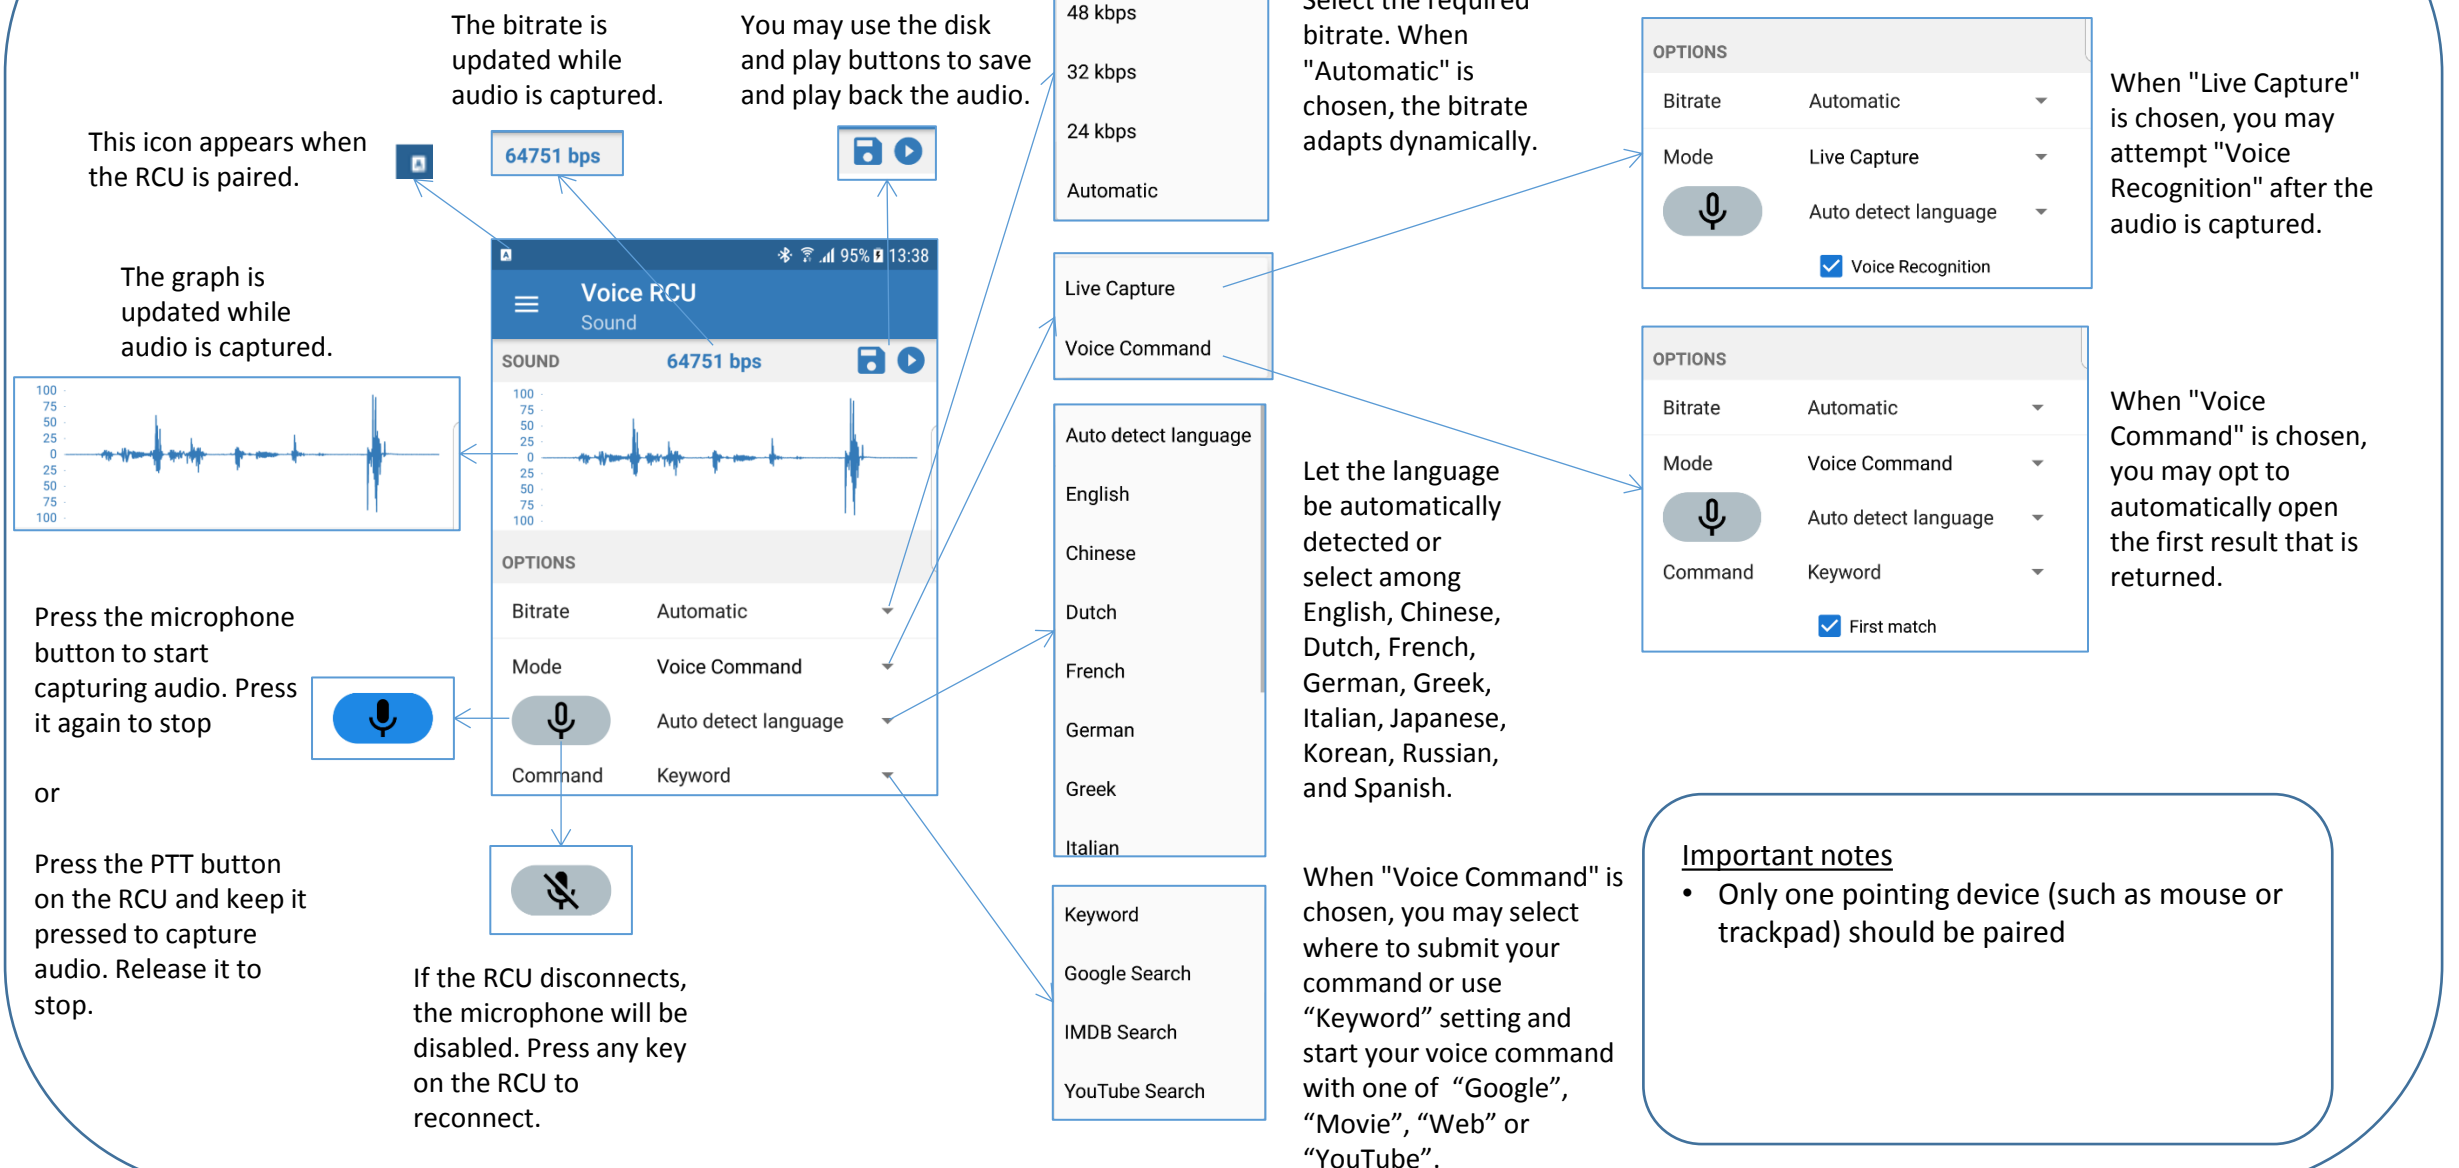 The bitrate is
updated while
audio is captured.
You may use the disk
and play buttons to save
and play back the audio.
48 kbps
32 kbps
24 kbps
Automatic
Select the required
bitrate. When
"Automatic" is
chosen, the bitrate
adapts dynamically.
OPTIONS
Bitrate Automatic
Mode Live Capture
Auto detect language
Voice Recognition
When "Live Capture"
is chosen, you may
attempt "Voice
Recognition" after the
audio is captured.
This icon appears when
the RCU is paired.
A
64751 bps
The graph is
updated while
audio is captured.
100
75
50
25
0
25
50
75
100
A 95% 13:38
Voice RCU
Sound
SOUND 64751 bps
100
75
50
25
0
25
50
75
100
OPTIONS
Bitrate Automatic
Mode Voice Command
Auto detect language
Command Keyword
Live Capture
Voice Command
Auto detect language
English
Chinese
Dutch
French
German
Greek
Italian
Let the language
be automatically
detected or
select among
English, Chinese,
Dutch, French,
German, Greek,
Italian, Japanese,
Korean, Russian,
and Spanish.
OPTIONS
Bitrate Automatic
Mode Voice Command
Auto detect language
Command Keyword
First match
When "Voice
Command" is chosen,
you may opt to
automatically open
the first result that is
returned.
Press the microphone
button to start
capturing audio. Press
it again to stop
or
Press the PTT button
on the RCU and keep it
pressed to capture
audio. Release it to
stop.
If the RCU disconnects,
the microphone will be
disabled. Press any key
on the RCU to
reconnect.
Keyword
Google Search
IMDB Search
YouTube Search
When "Voice Command" is
chosen, you may select
where to submit your
command or use
“Keyword” setting and
start your voice command
with one of “Google”,
“Movie”, “Web” or
“YouTube”.
Important notes
• Only one pointing device (such as mouse or
trackpad) should be paired